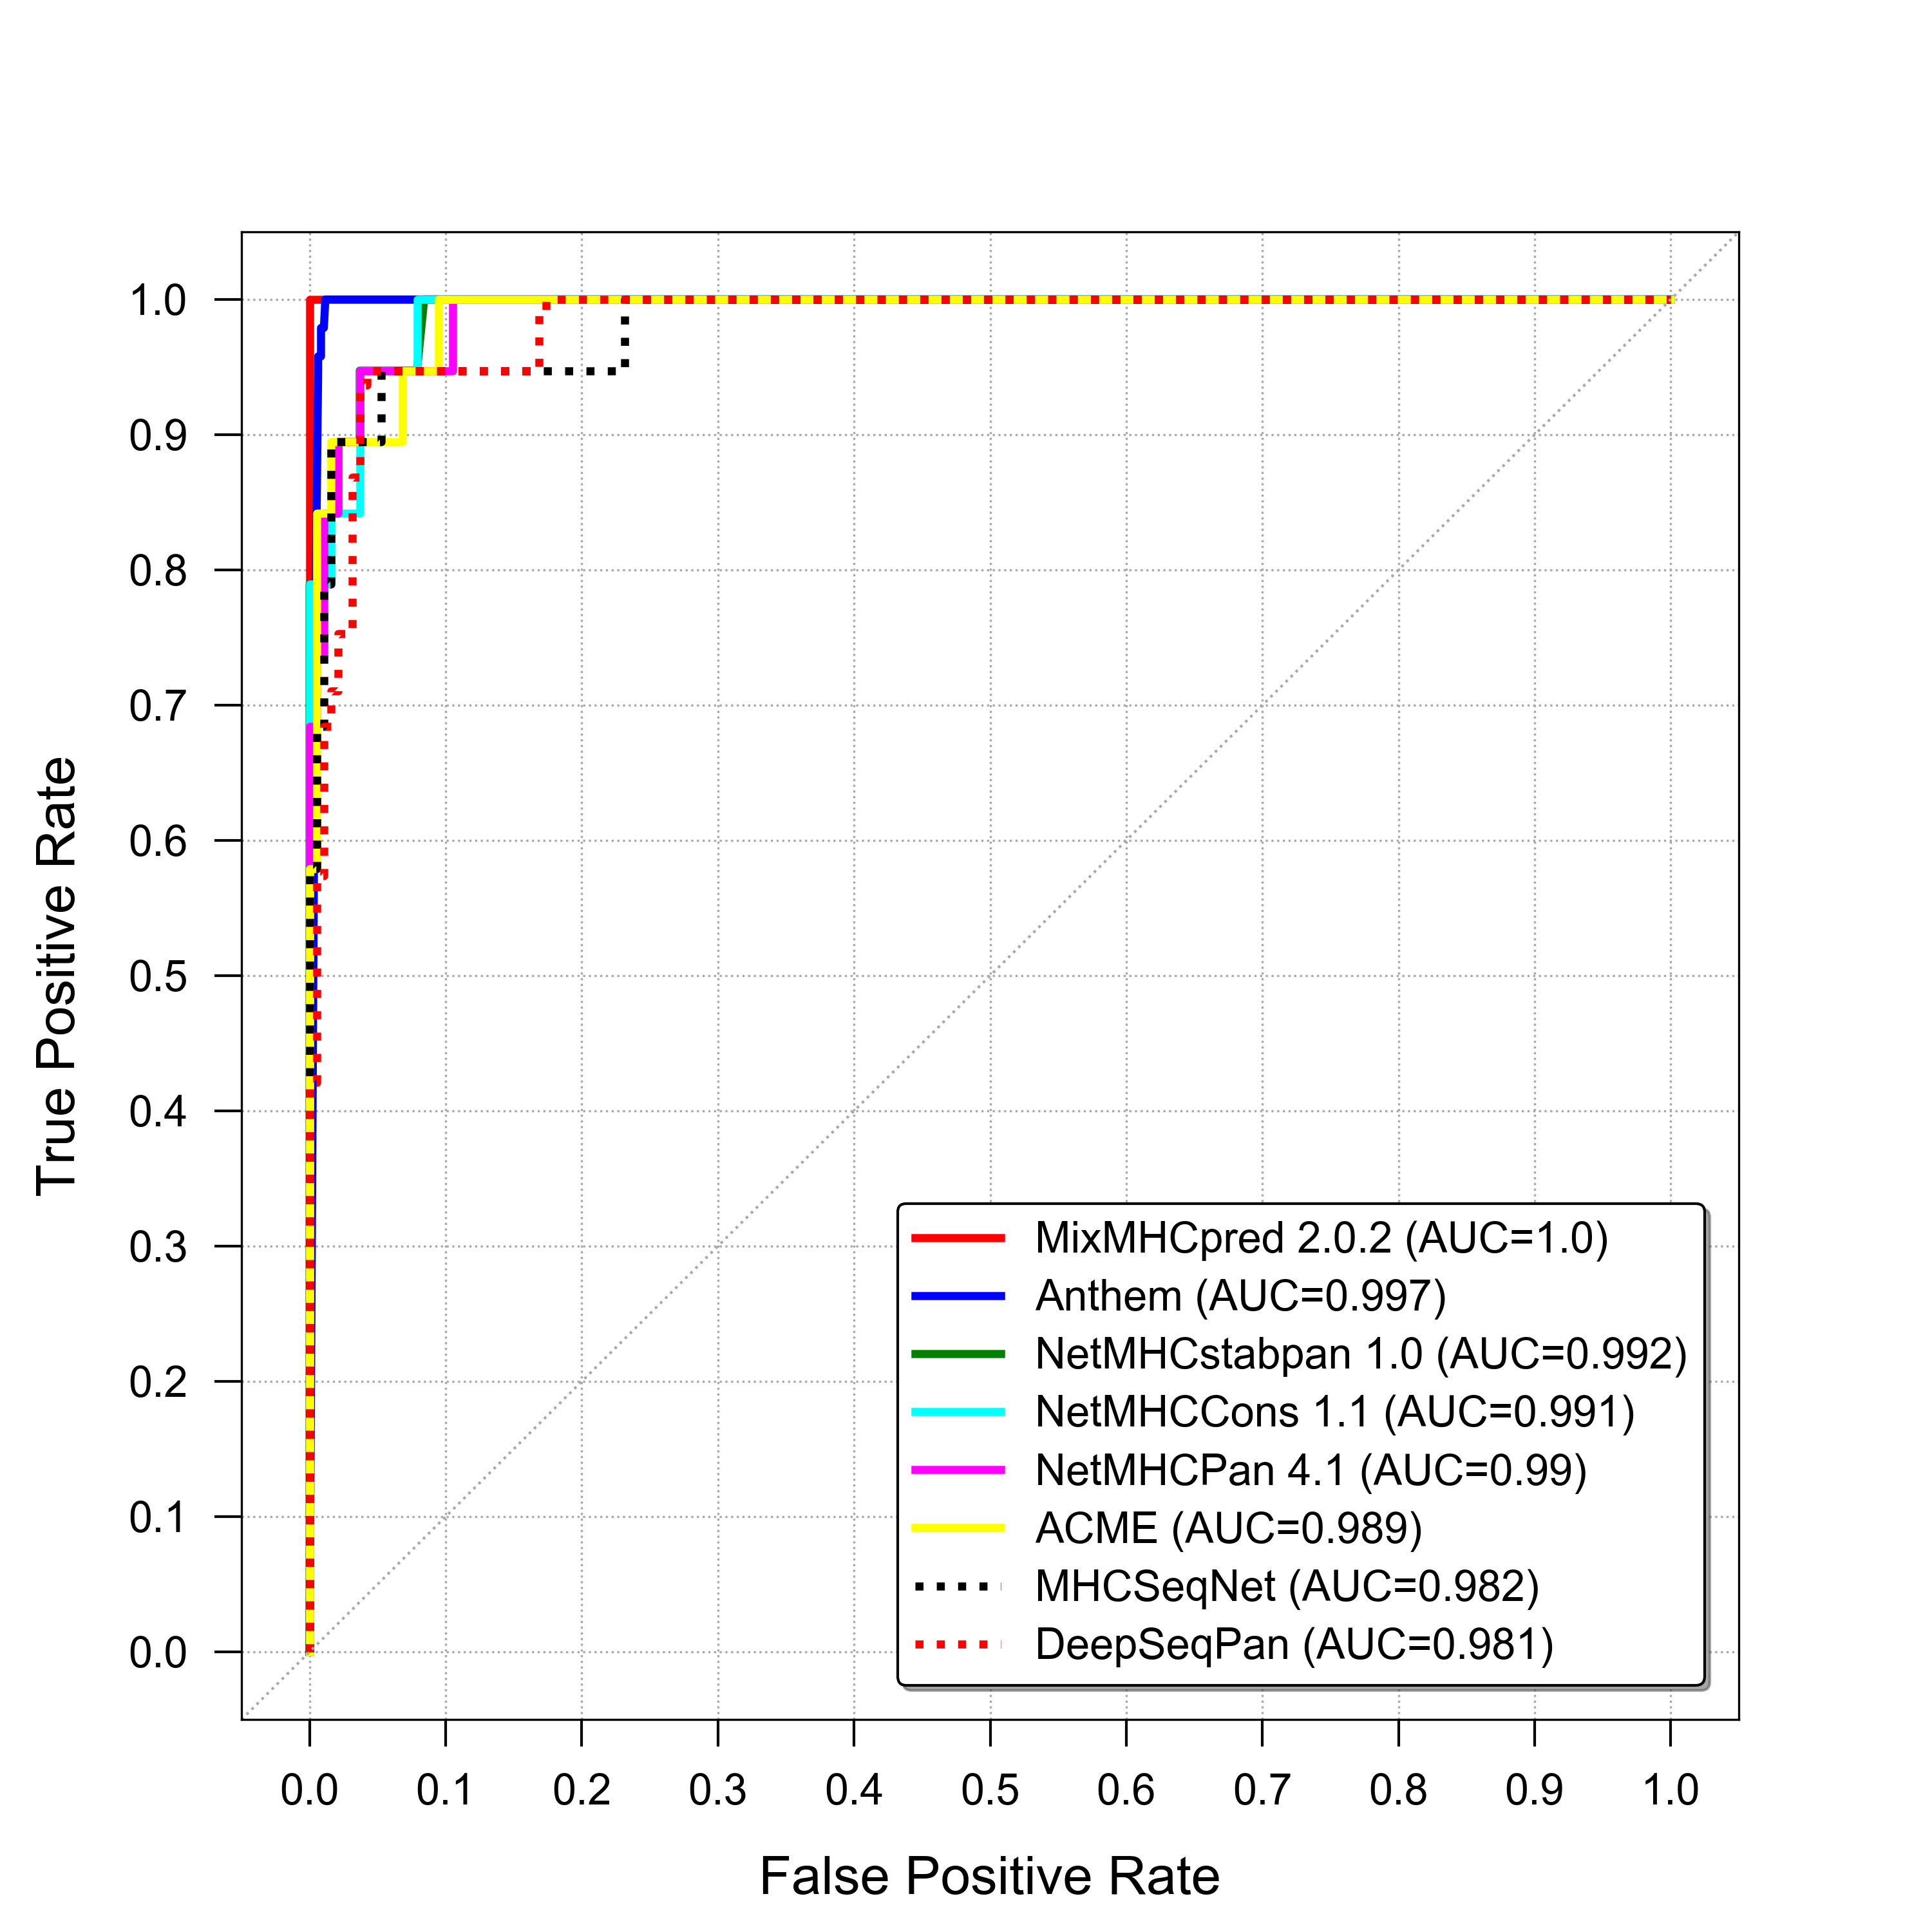 1.0
0.9
0.8
0.7
0.6
0.5
0.4
0.3
0.2
0.1
0.0
True Positive Rate
MixMHCpred 2.0.2 (AUC=1.0)
Anthem (AUC=0.997)
NetMHCstabpan 1.0 (AUC=0.992)
NetMHCCons 1.1 (AUC=0.991)
NetMHCPan 4.1 (AUC=0.99)
ACME (AUC=0.989)
MHCSeqNet (AUC=0.982)
DeepSeqPan (AUC=0.981)
0.0 0.1 0.2 0.3 0.4 0.5 0.6 0.7 0.8 0.9 1.0
False Positive Rate